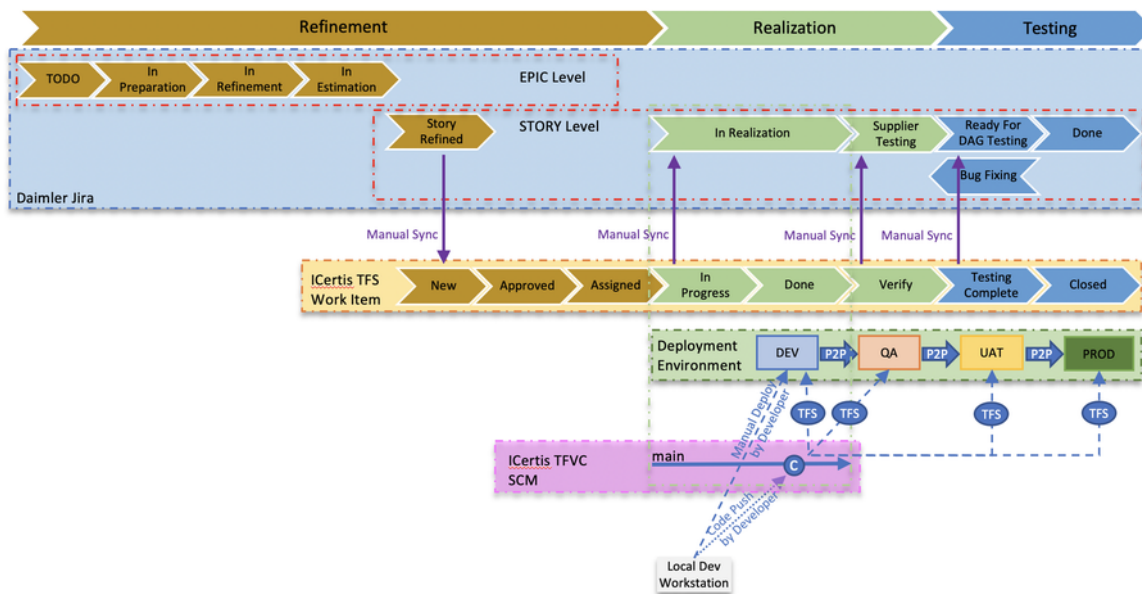 Refinement
Realization
Testing
TODO
In
Preparation
In
Refinement
In
Estimation
EPIC Level
Story
Refined
STORY Level
In Realization
Supplier
Testing
Ready For
DAG Testing
Done
Bug Fixing
Daimler Jira
Manual Sync
Manual Sync
Manual Sync
Manual Sync
ICertis TFS
Work Item
New
Approved
Assigned
In
Progress
Done
Verify
Testing
Complete
Closed
Deployment
Environment
DEV
P2P
QA
P2P
UAT
P2P
PROD
TFS
TFS
TFS
TFS
Manual Deploy
by Developer
ICertis TFVC
SCM
main
C
Code Push
by Developer
Local Dev
Workstation